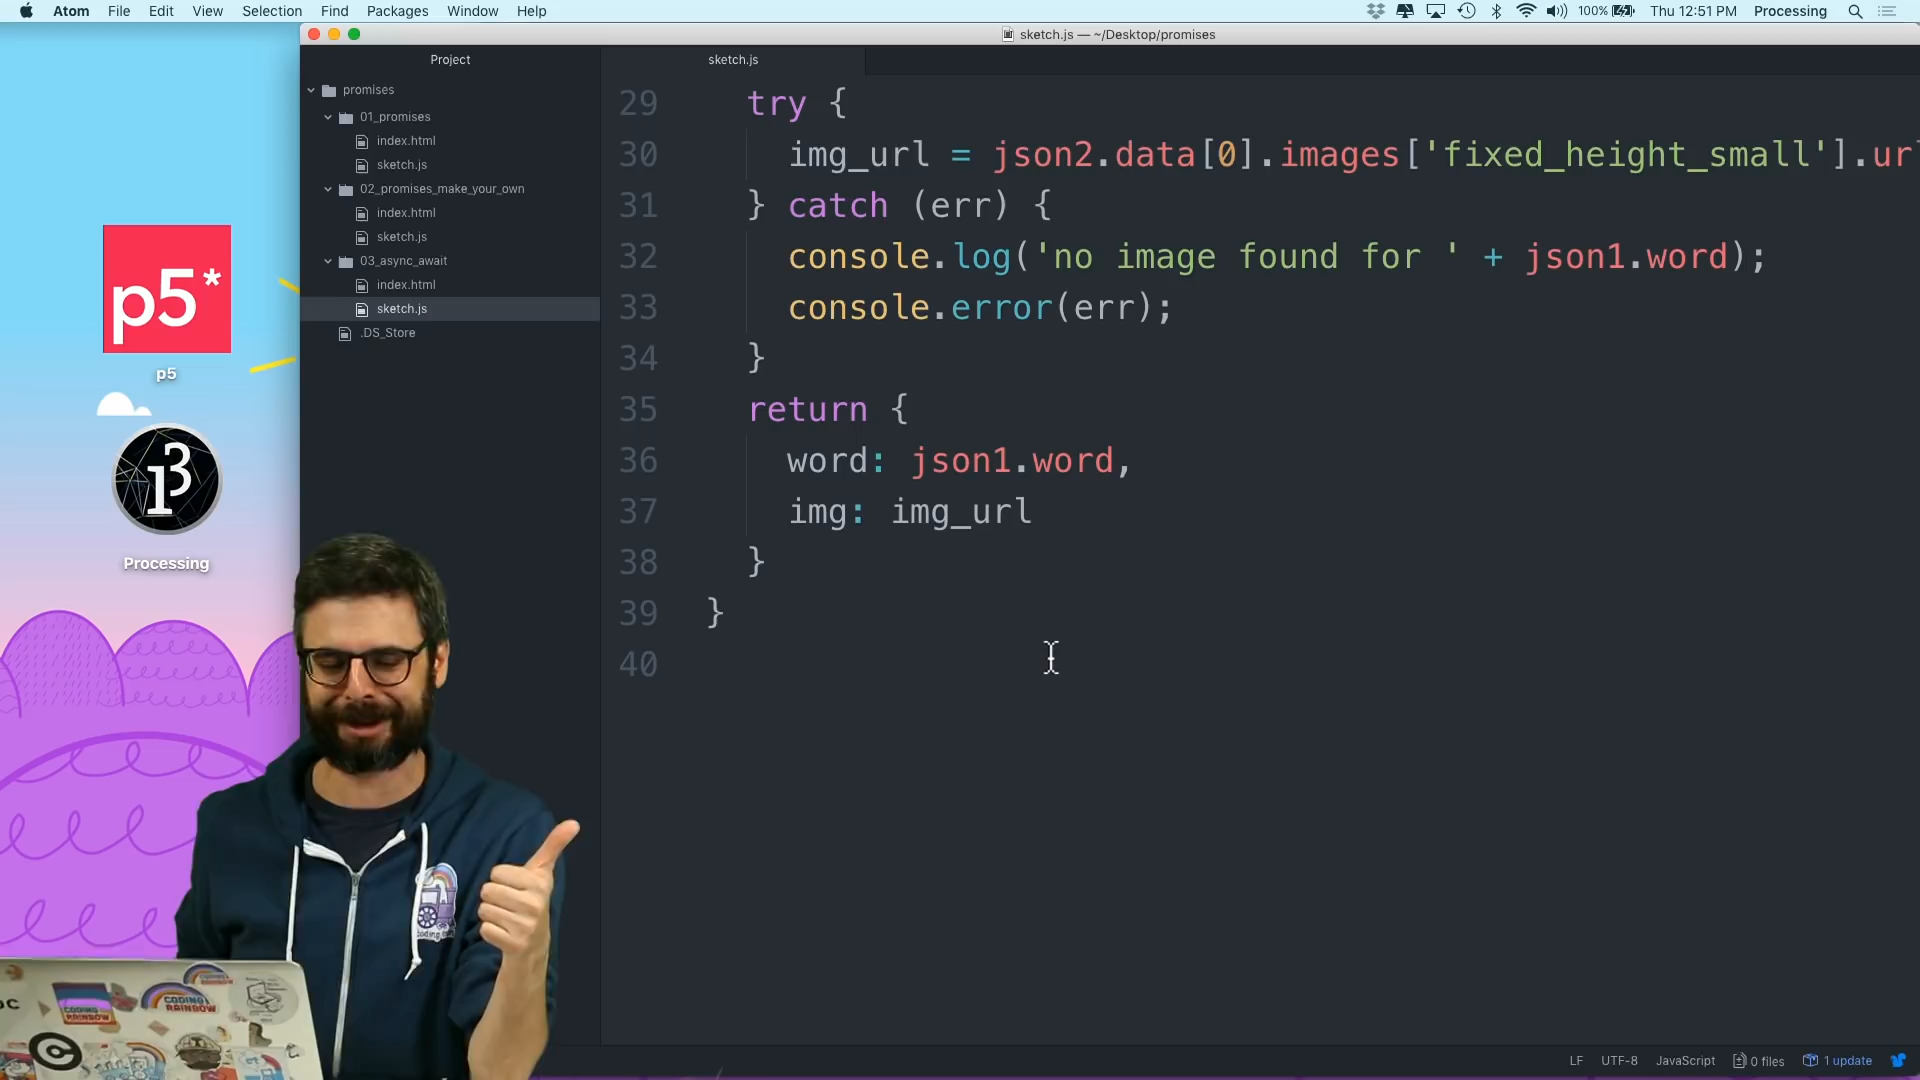 Atom File Edit View Selection Find Packages Window Help
100% Thu 12:51 PM Processing
sketch.js — ~/Desktop/promises
Project
sketch.js
promises
01_promises
index.html
sketch.js
02_promises_make_your_own
index.html
sketch.js
03_async_await
index.html
sketch.js
.DS_Store
p5*
p5
Processing
29 try {
30 img_url = json2.data[0].images['fixed_height_small'].ur
31 } catch (err) {
32 console.log('no image found for ' + json1.word);
33 console.error(err);
34 }
35 return {
36 word: json1.word,
37 img: img_url
38 }
39 }
40
CODING
RAINBOW
CODING
RAINBOW
LF UTF-8 JavaScript 0 files 1 update